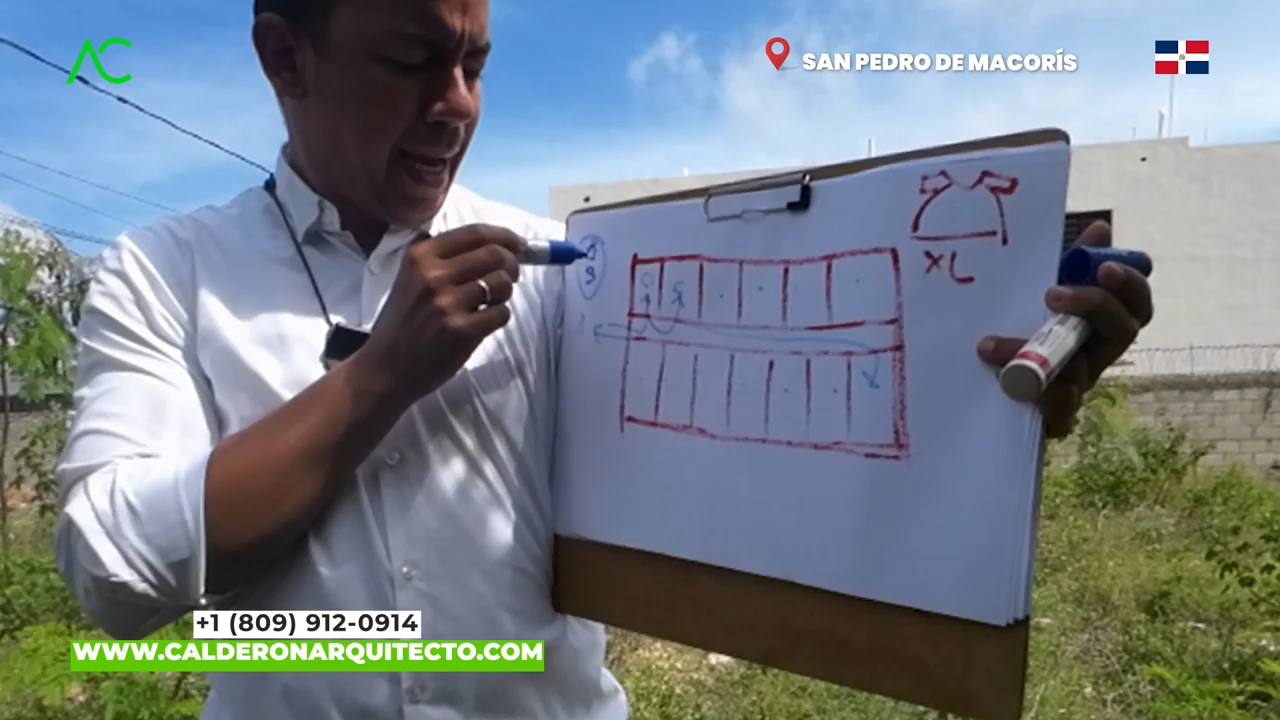 AC
SAN PEDRO DE MACORÍS
XL
+1 (809) 912-0914
WWW.CALDERONARQUITECTO.COM